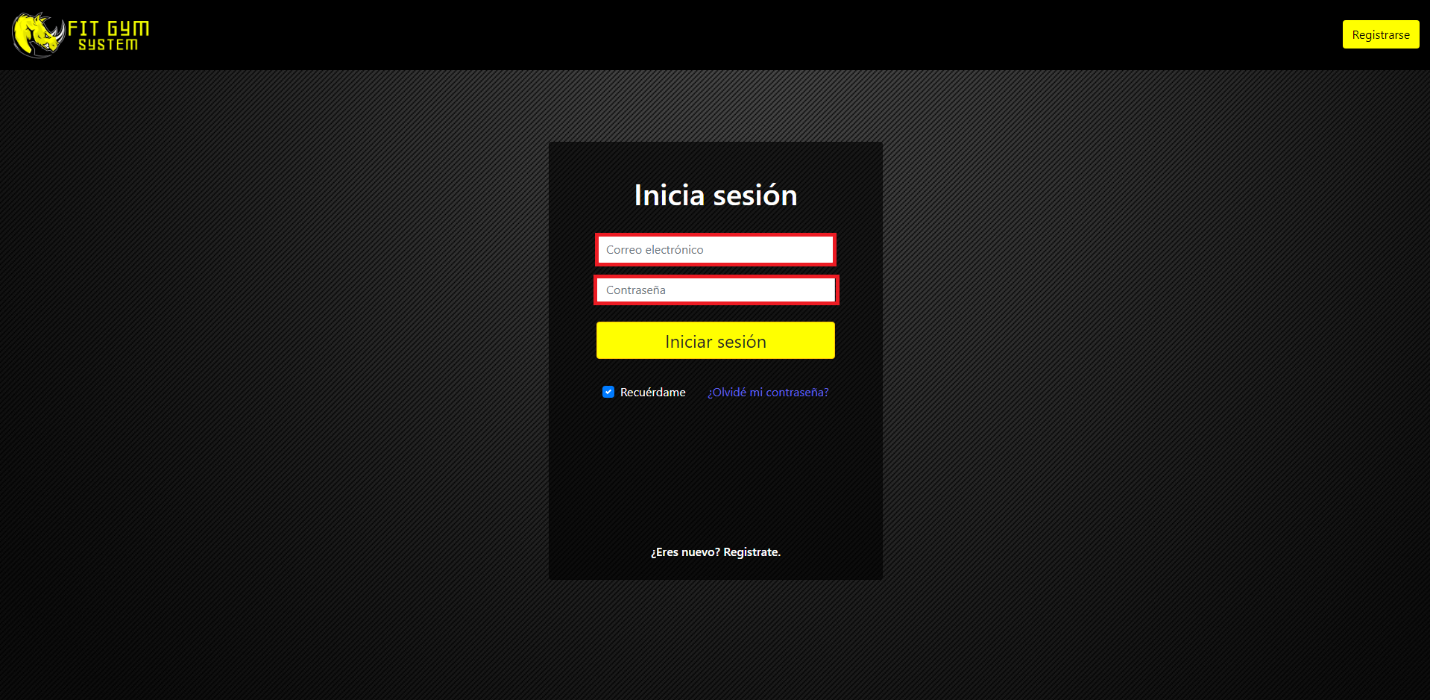 FIT GYM
SYSTEM
Registrarse
Inicia sesión
Correo electrónico
Contraseña
Iniciar sesión
Recuérdame ¿Olvidé mi contraseña?
¿Eres nuevo? Registrate.